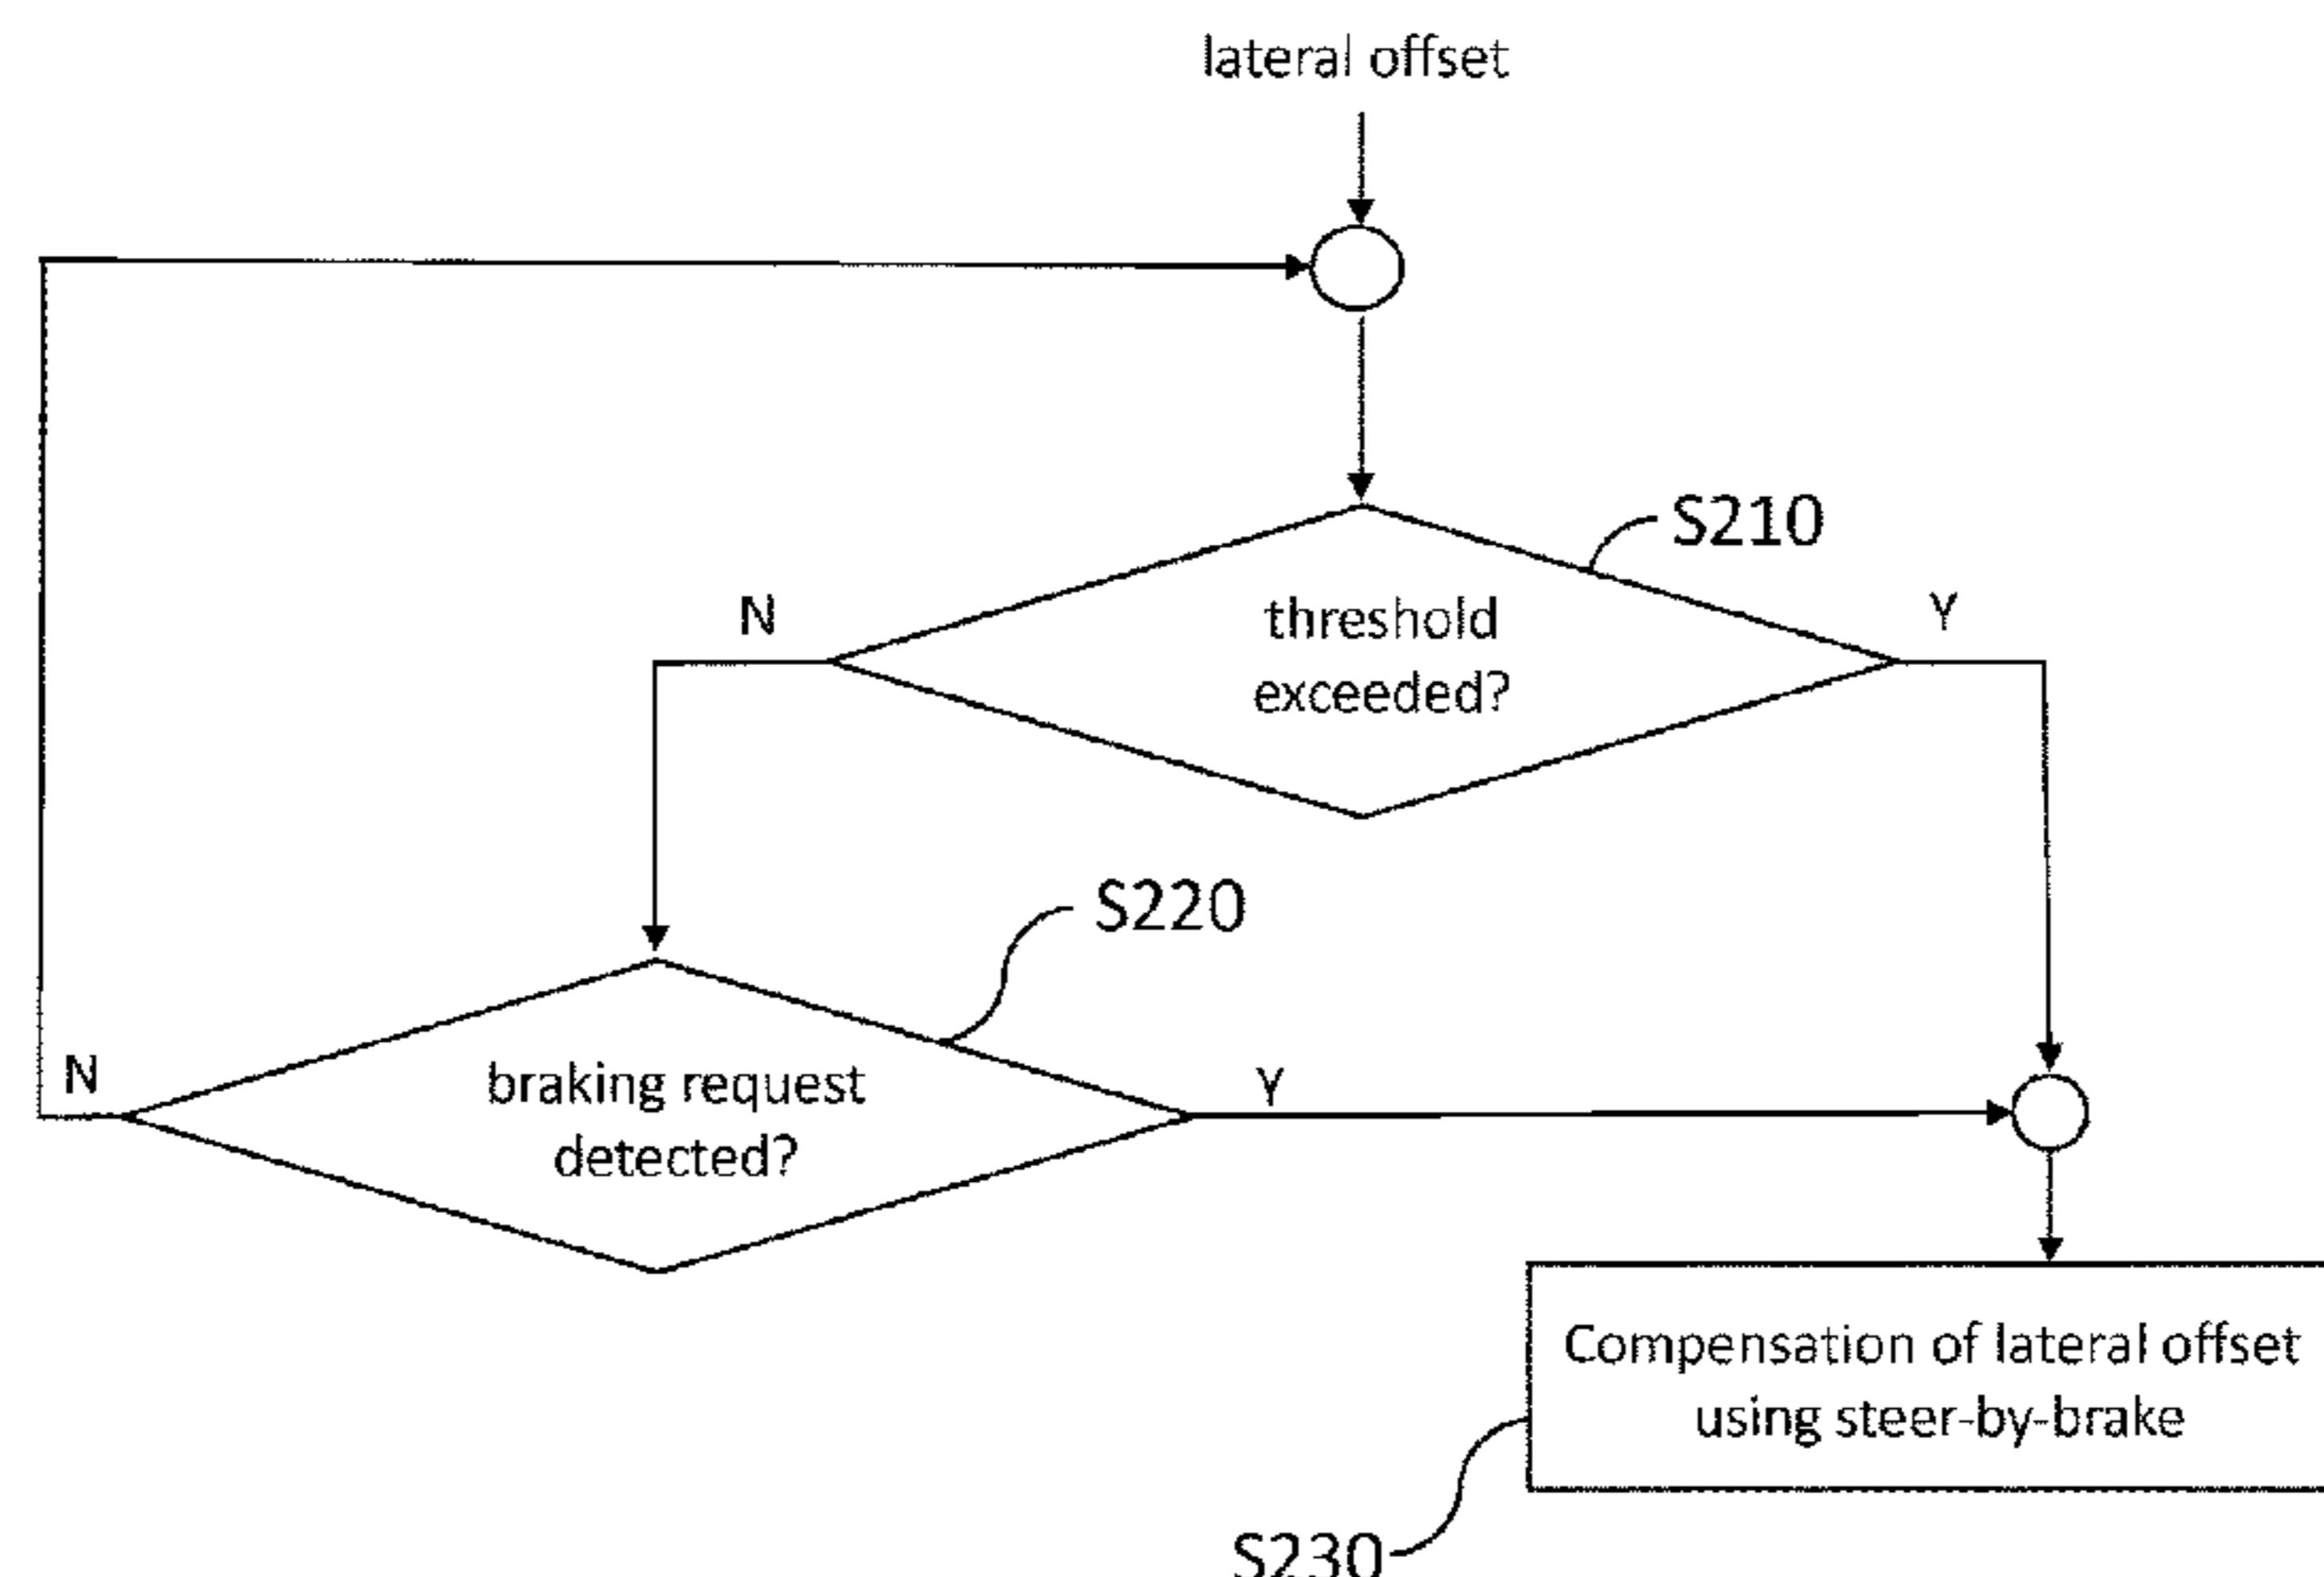 lateral offset
S210
N
Y
threshold
exceeded?
S220
N
Y
braking request
detected?
Compensation of lateral offset
using steer-by-brake
S230